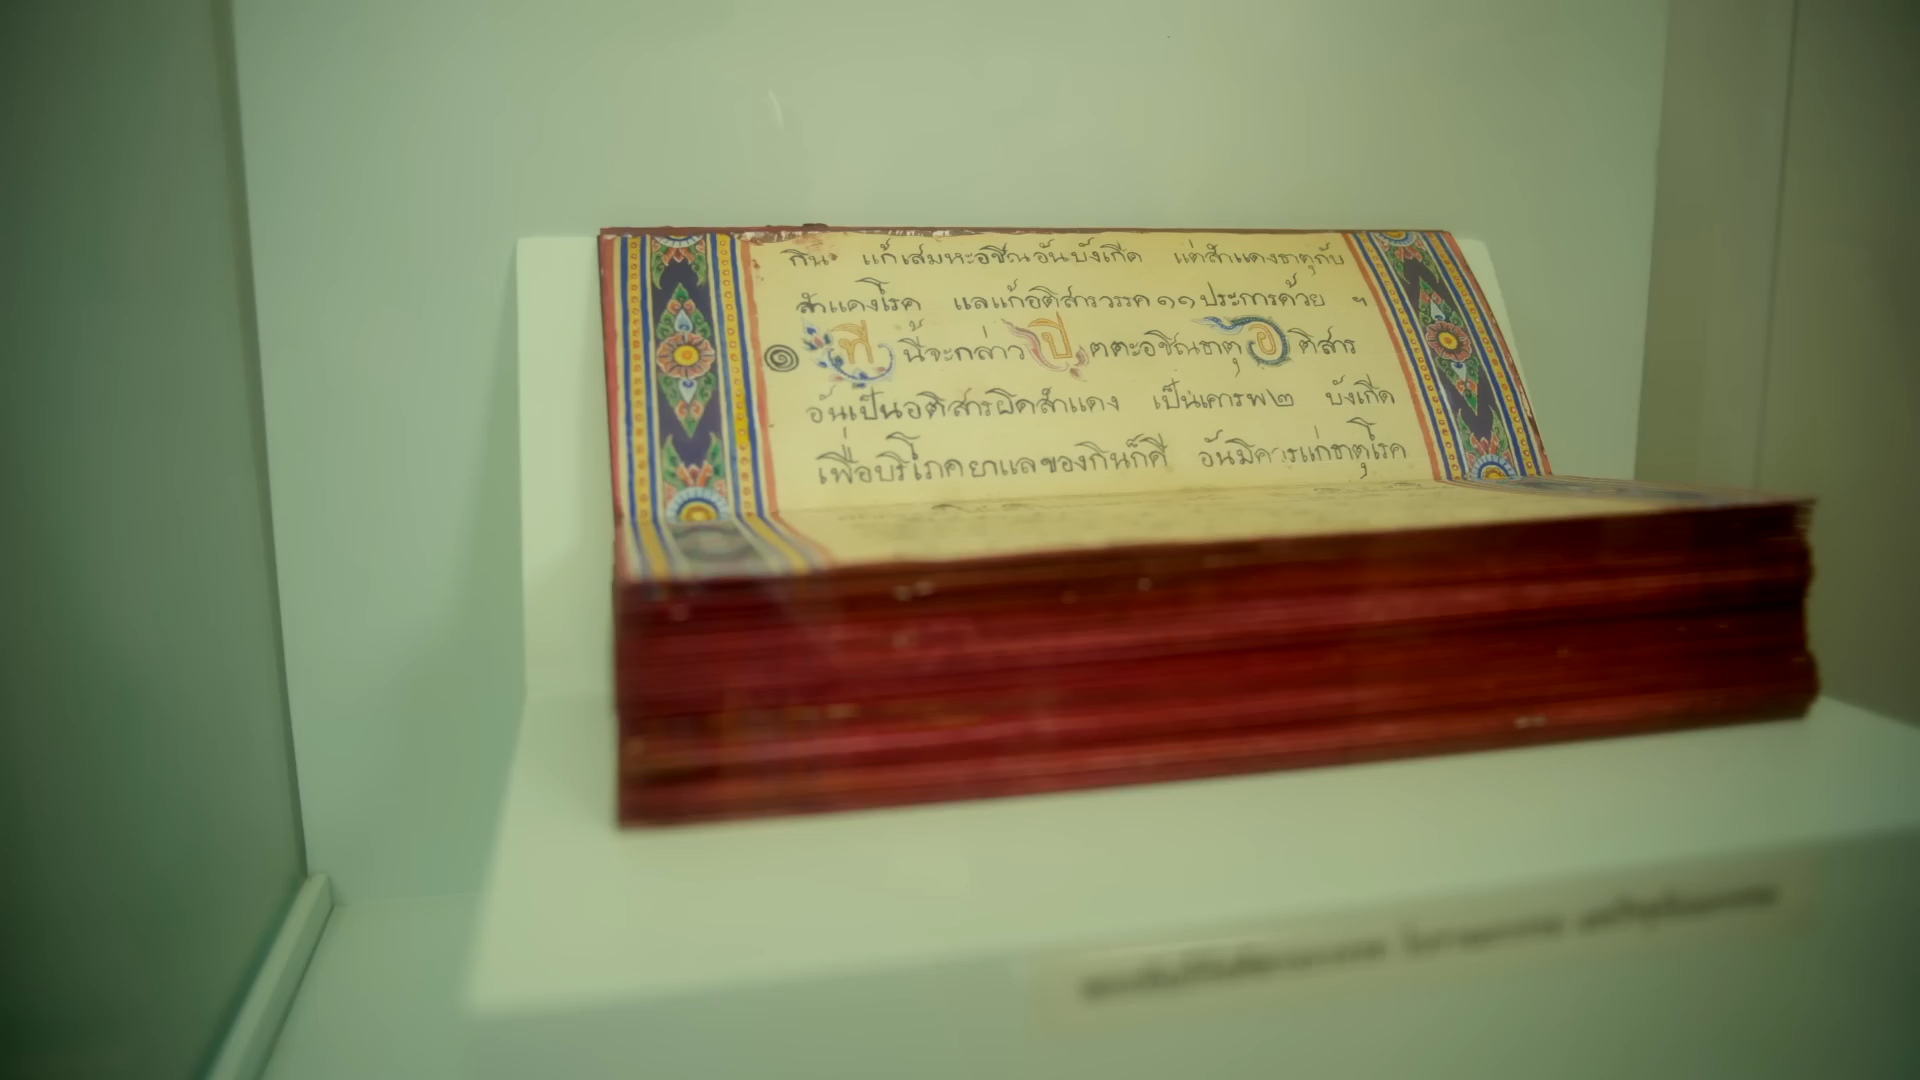 กิน แก้เสมหะอชีณอันบังเกีด แต่สำแดงธาตุกับ
สำแดงโรค แลแก้อติสารวรรค ๑๑ ประการด้วย ฯ
๏ ทีนี้จะกล่าวปิตตะอชิณธาตุอติสาร
อันเป็นอติสารผิดสำแดง เป็นเคารพ ๒ บังเกีด
เพื่อบริโภคยาแลของกินก็ดี อันมิควรแก่ธาตุโรค